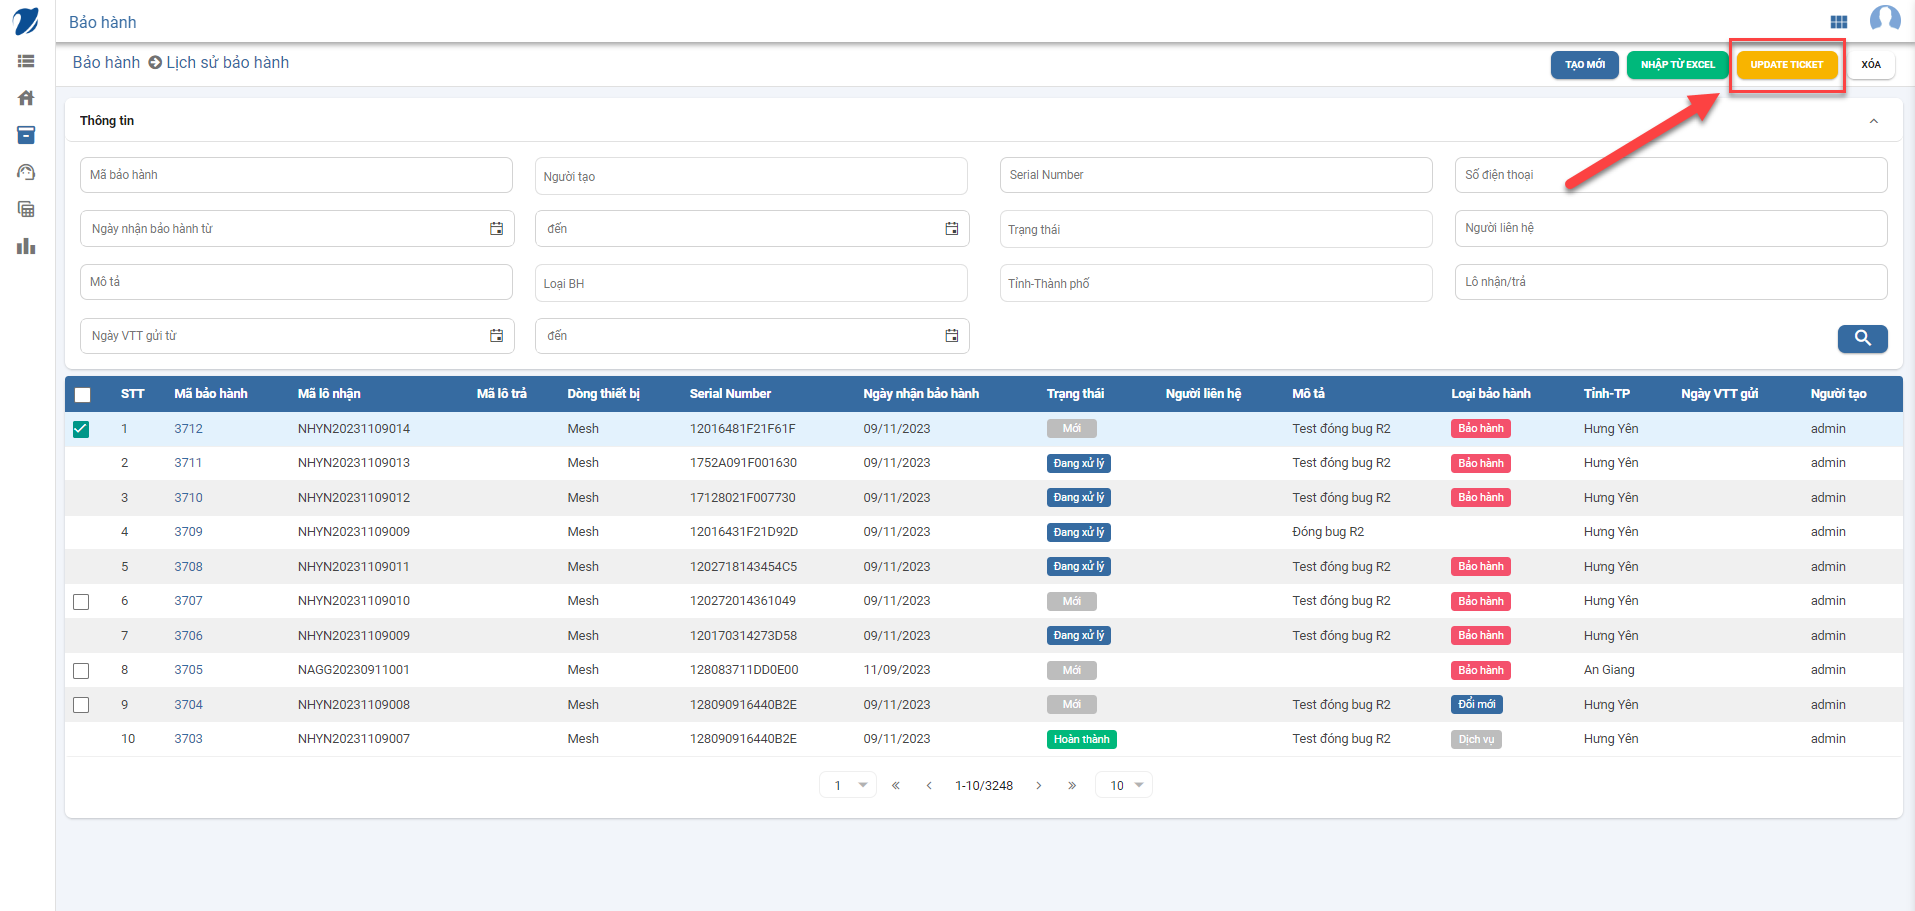 Bảo hành
Bảo hành Lịch sử bảo hành
TẠO MỚI NHẬP TỪ EXCEL UPDATE TICKET XÓA
Thông tin
Mã bảo hành Người tạo Serial Number Số điện thoại
Ngày nhận bảo hành từ đến Trạng thái Người liên hệ
Mô tả Loại BH Tỉnh-Thành phố Lô nhận/trả
Ngày VTT gửi từ đến
STT Mã bảo hành Mã lô nhận Mã lô trả Dòng thiết bị Serial Number Ngày nhận bảo hành Trạng thái Người liên hệ Mô tả Loại bảo hành Tỉnh-TP Ngày VTT gửi Người tạo
1 3712 NHYN20231109014 Mesh 12016481F21F61F 09/11/2023 Mới Test đóng bug R2 Bảo hành Hưng Yên admin
2 3711 NHYN20231109013 Mesh 1752A091F001630 09/11/2023 Đang xử lý Test đóng bug R2 Bảo hành Hưng Yên admin
3 3710 NHYN20231109012 Mesh 17128021F007730 09/11/2023 Đang xử lý Test đóng bug R2 Bảo hành Hưng Yên admin
4 3709 NHYN20231109009 Mesh 12016431F21D92D 09/11/2023 Đang xử lý Đóng bug R2 Hưng Yên admin
5 3708 NHYN20231109011 Mesh 1202718143454C5 09/11/2023 Đang xử lý Test đóng bug R2 Bảo hành Hưng Yên admin
6 3707 NHYN20231109010 Mesh 120272014361049 09/11/2023 Mới Test đóng bug R2 Bảo hành Hưng Yên admin
7 3706 NHYN20231109009 Mesh 120170314273D58 09/11/2023 Đang xử lý Test đóng bug R2 Bảo hành Hưng Yên admin
8 3705 NAGG20230911001 Mesh 128083711DD0E00 11/09/2023 Mới Bảo hành An Giang admin
9 3704 NHYN20231109008 Mesh 128090916440B2E 09/11/2023 Mới Test đóng bug R2 Đổi mới Hưng Yên admin
10 3703 NHYN20231109007 Mesh 128090916440B2E 09/11/2023 Hoàn thành Test đóng bug R2 Dịch vụ Hưng Yên admin
1 « ‹ 1-10/3248 › » 10